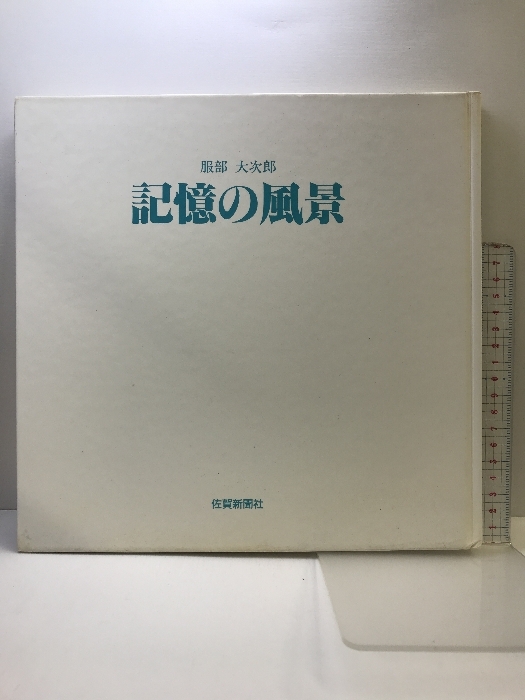 服部 大次郎
記憶の風景
佐賀新聞社